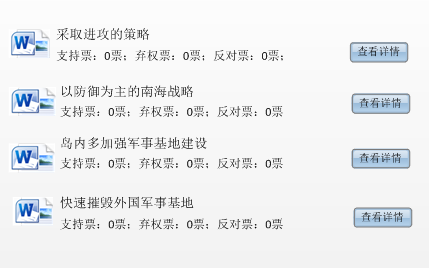 采取进攻的策略
支持票：0票；弃权票：0票；反对票：0票；
查看详情
以防御为主的南海战略
支持票：0票；弃权票：0票；反对票：0票
查看详情
岛内多加强军事基地建设
支持票：0票；弃权票：0票；反对票：0票
查看详情
快速摧毁外国军事基地
支持票：0票；弃权票：0票；反对票：0票
查看详情